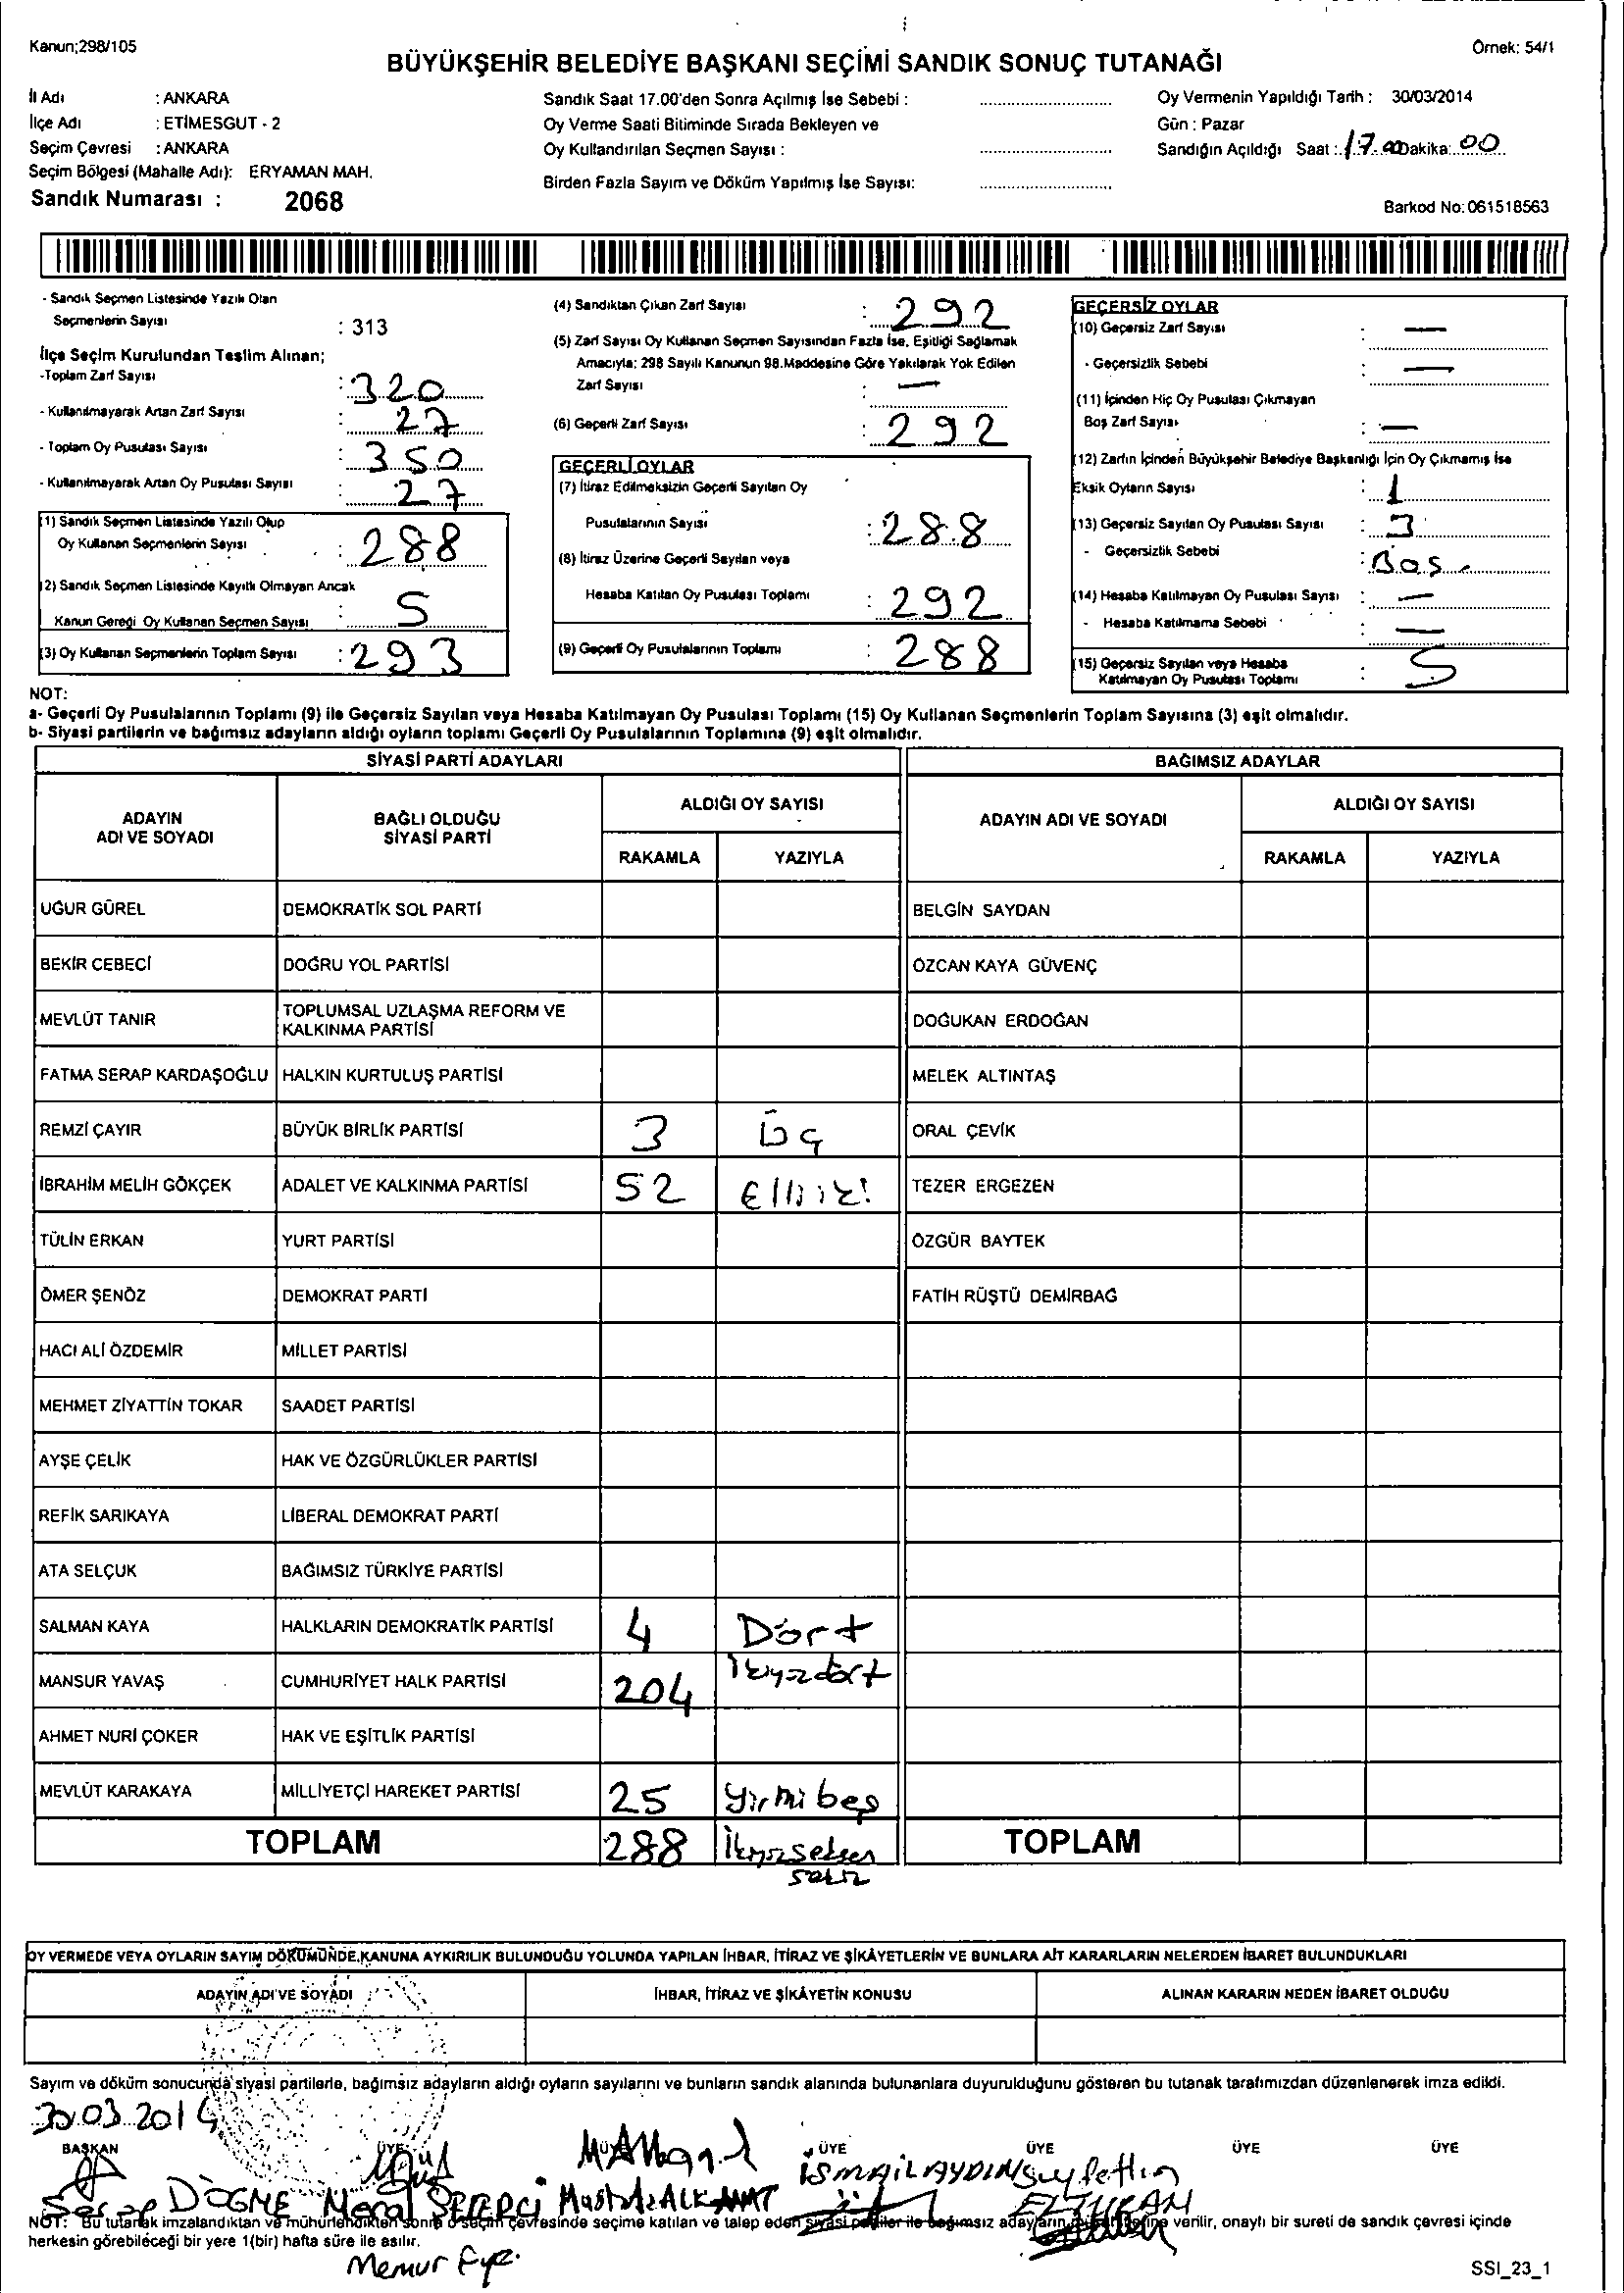 Kanun;298/105
Örnek: 54/1
BÜYÜKŞEHİR BELEDİYE BAŞKANI SEÇİMİ SANDIK SONUÇ TUTANAĞI
İl Adı : ANKARA
İlçe Adı : ETİMESGUT - 2
Seçim Çevresi : ANKARA
Seçim Bölgesi (Mahalle Adı): ERYAMAN MAH.
Sandık Numarası : 2068
Sandık Saat 17.00'den Sonra Açılmış İse Sebebi :
Oy Verme Saati Bitiminde Sırada Bekleyen ve
Oy Kullandırılan Seçmen Sayısı :
Birden Fazla Sayım ve Döküm Yapılmış İse Sayısı:
Oy Vermenin Yapıldığı Tarih : 30/03/2014
Gün : Pazar
Sandığın Açıldığı Saat : 17.00 Dakika: 00
Barkod No: 061518563
- Sandık Seçmen Listesinde Yazılı Olan
Seçmenlerin Sayısı : 313
İlçe Seçim Kurulundan Teslim Alınan;
-Toplam Zarf Sayısı : 320
- Kullanılmayarak Artan Zarf Sayısı : 27
- Toplam Oy Pusulası Sayısı : 350
- Kullanılmayarak Artan Oy Pusulası Sayısı : 27
(1) Sandık Seçmen Listesinde Yazılı Olup
Oy Kullanan Seçmenlerin Sayısı : 288
(2) Sandık Seçmen Listesinde Kayıtlı Olmayan Ancak
Kanun Gereği Oy Kullanan Seçmen Sayısı : 5
(3) Oy Kullanan Seçmenlerin Toplam Sayısı : 293
(4) Sandıktan Çıkan Zarf Sayısı : 292
(5) Zarf Sayısı Oy Kullanan Seçmen Sayısından Fazla İse, Eşitliği Sağlamak
Amacıyla; 298 Sayılı Kanunun 98.Maddesine Göre Yakılarak Yok Edilen
Zarf Sayısı : —
(6) Geçerli Zarf Sayısı : 292
GEÇERLİ OYLAR
(7) İtiraz Edilmeksizin Geçerli Sayılan Oy
Pusulalarının Sayısı : 288
(8) İtiraz Üzerine Geçerli Sayılan veya
Hesaba Katılan Oy Pusulası Toplamı : 292
(9) Geçerli Oy Pusulalarının Toplamı : 288
GEÇERSİZ OYLAR
(10) Geçersiz Zarf Sayısı : —
- Geçersizlik Sebebi : —
(11) İçinden Hiç Oy Pusulası Çıkmayan
Boş Zarf Sayısı : —
(12) Zarfın İçinden Büyükşehir Belediye Başkanlığı İçin Oy Çıkmamış İse
Eksik Oyların Sayısı : 1
(13) Geçersiz Sayılan Oy Pusulası Sayısı : 3
- Geçersizlik Sebebi : Boş
(14) Hesaba Katılmayan Oy Pusulası Sayısı : —
- Hesaba Katılmama Sebebi : —
(15) Geçersiz Sayılan veya Hesaba
Katılmayan Oy Pusulası Toplamı : 5
NOT:
a- Geçerli Oy Pusulalarının Toplamı (9) ile Geçersiz Sayılan veya Hesaba Katılmayan Oy Pusulası Toplamı (15) Oy Kullanan Seçmenlerin Toplam Sayısına (3) eşit olmalıdır.
b- Siyasi partilerin ve bağımsız adayların aldığı oyların toplamı Geçerli Oy Pusulalarının Toplamına (9) eşit olmalıdır.
SİYASİ PARTİ ADAYLARI BAĞIMSIZ ADAYLAR
ADAYIN ADI VE SOYADI BAĞLI OLDUĞU SİYASİ PARTİ ALDIĞI OY SAYISI ADAYIN ADI VE SOYADI ALDIĞI OY SAYISI
RAKAMLA YAZIYLA RAKAMLA YAZIYLA
UĞUR GÜREL DEMOKRATİK SOL PARTİ BELGİN SAYDAN
BEKİR CEBECİ DOĞRU YOL PARTİSİ ÖZCAN KAYA GÜVENÇ
MEVLÜT TANIR TOPLUMSAL UZLAŞMA REFORM VE KALKINMA PARTİSİ DOĞUKAN ERDOĞAN
FATMA SERAP KARDAŞOĞLU HALKIN KURTULUŞ PARTİSİ MELEK ALTINTAŞ
REMZİ ÇAYIR BÜYÜK BİRLİK PARTİSİ 3 üç ORAL ÇEVİK
İBRAHİM MELİH GÖKÇEK ADALET VE KALKINMA PARTİSİ 52 Elliiki TEZER ERGEZEN
TÜLİN ERKAN YURT PARTİSİ ÖZGÜR BAYTEK
ÖMER ŞENÖZ DEMOKRAT PARTİ FATİH RÜŞTÜ DEMİRBAĞ
HACI ALİ ÖZDEMİR MİLLET PARTİSİ
MEHMET ZİYATTİN TOKAR SAADET PARTİSİ
AYŞE ÇELİK HAK VE ÖZGÜRLÜKLER PARTİSİ
REFİK SARIKAYA LİBERAL DEMOKRAT PARTİ
ATA SELÇUK BAĞIMSIZ TÜRKİYE PARTİSİ
SALMAN KAYA HALKLARIN DEMOKRATİK PARTİSİ 4 Dört
MANSUR YAVAŞ CUMHURİYET HALK PARTİSİ 204 İkiyüzdört
AHMET NURİ ÇOKER HAK VE EŞİTLİK PARTİSİ
MEVLÜT KARAKAYA MİLLİYETÇİ HAREKET PARTİSİ 25 yirmi beş
TOPLAM 288 İkiyüzseksen sekiz TOPLAM
OY VERMEDE VEYA OYLARIN SAYIM DÖKÜMÜNDE,KANUNA AYKIRILIK BULUNDUĞU YOLUNDA YAPILAN İHBAR, İTİRAZ VE ŞİKÂYETLERİN VE BUNLARA AİT KARARLARIN NELERDEN İBARET BULUNDUKLARI
ADAYIN ADI VE SOYADI İHBAR, İTİRAZ VE ŞİKÂYETİN KONUSU ALINAN KARARIN NEDEN İBARET OLDUĞU
Sayım ve döküm sonucunda siyasi partilerle, bağımsız adayların aldığı oyların sayılarını ve bunların sandık alanında bulunanlara duyurulduğunu gösteren bu tutanak tarafımızdan düzenlenerek imza edildi.
30.03.2014
BAŞKAN ÜYE ÜYE ÜYE ÜYE ÜYE ÜYE
Serap DÖGME Meral Mustafa İSMAİL AYDIN Seyfettin
NOT: Bu tutanak imzalandıktan ve mühürlendikten sonra o seçim çevresinde seçime katılan ve talep eden siyasi partiler ile bağımsız adayların verilir, onaylı bir sureti de sandık çevresi içinde
herkesin görebileceği bir yere 1(bir) hafta süre ile asılır.
Memur
SSI_23_1